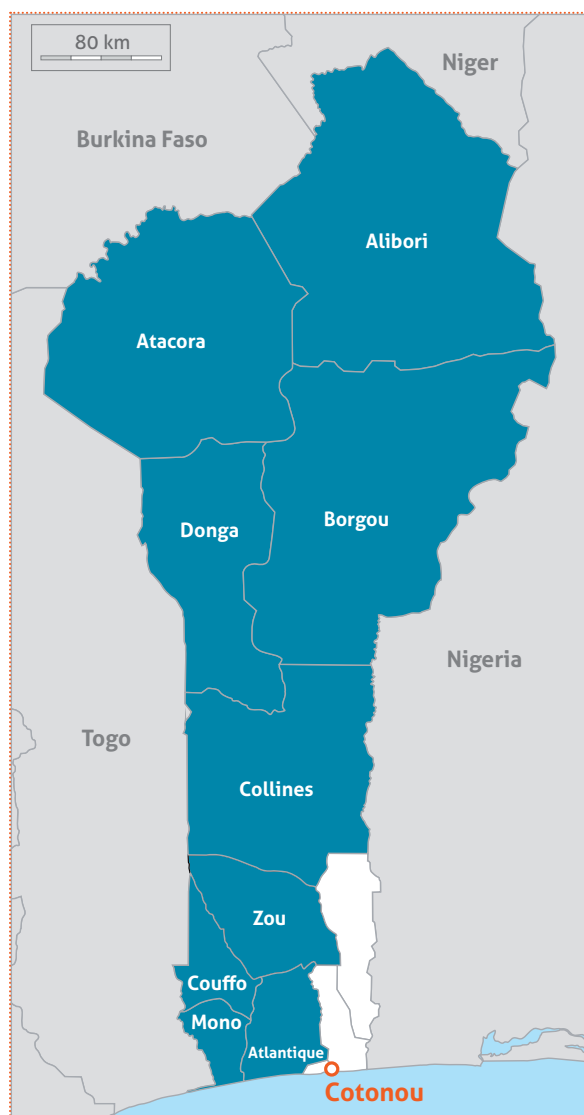 80 km
Niger
Burkina Faso
Alibori
Atacora
Borgou
Donga
Nigeria
Togo
Collines
Zou
Couffo
Mono
Atlantique
Cotonou